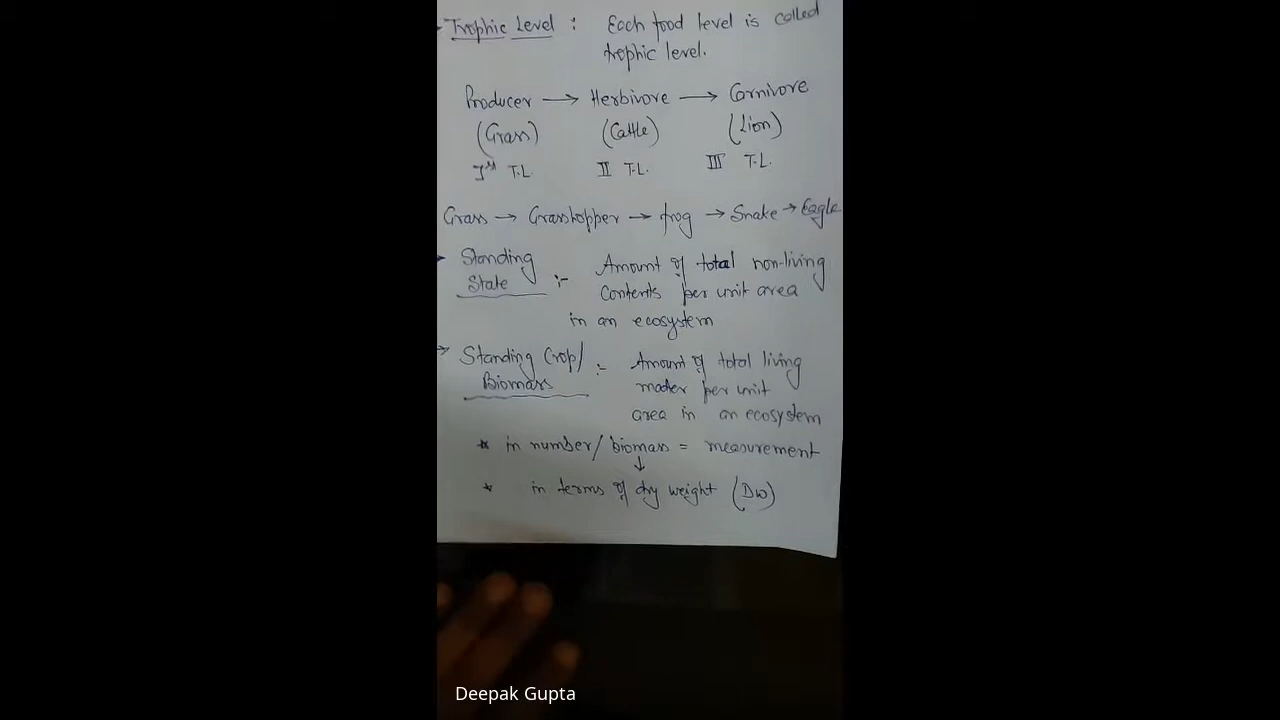 Trophic Level : Each food level is called
trophic level.
Producer → Herbivore → Carnivore
(Grass) (Cattle) (Lion)
Ist T.L. II T.L. III T.L.
Grass → Grasshopper → frog → Snake → Eagle
Standing State :- Amount of total non-living
contents per unit area
in an ecosystem
→ Standing Crop/ Biomass :- Amount of total living
matter per unit
area in an ecosystem
* in number/biomass = measurement
↓
* in terms of dry weight (DW)
Deepak Gupta